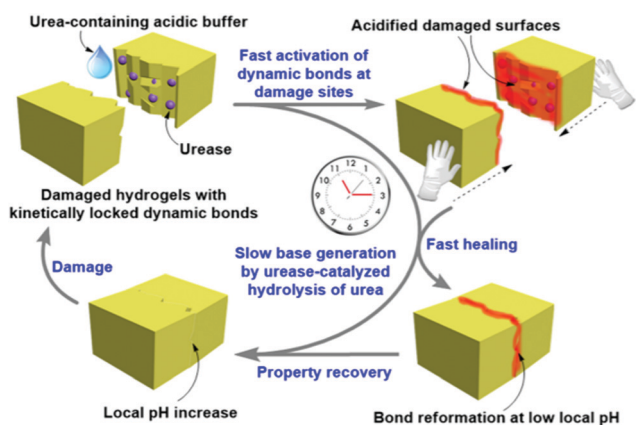 Urea-containing acidic buffer
Urease
Damaged hydrogels with
kinetically locked dynamic bonds
Fast activation of
dynamic bonds at
damage sites
Acidified damaged surfaces
12
1
2
3
4
5
6
7
8
9
10
11
Slow base generation
by urease-catalyzed
hydrolysis of urea
Fast healing
Damage
Property recovery
Local pH increase
Bond reformation at low local pH